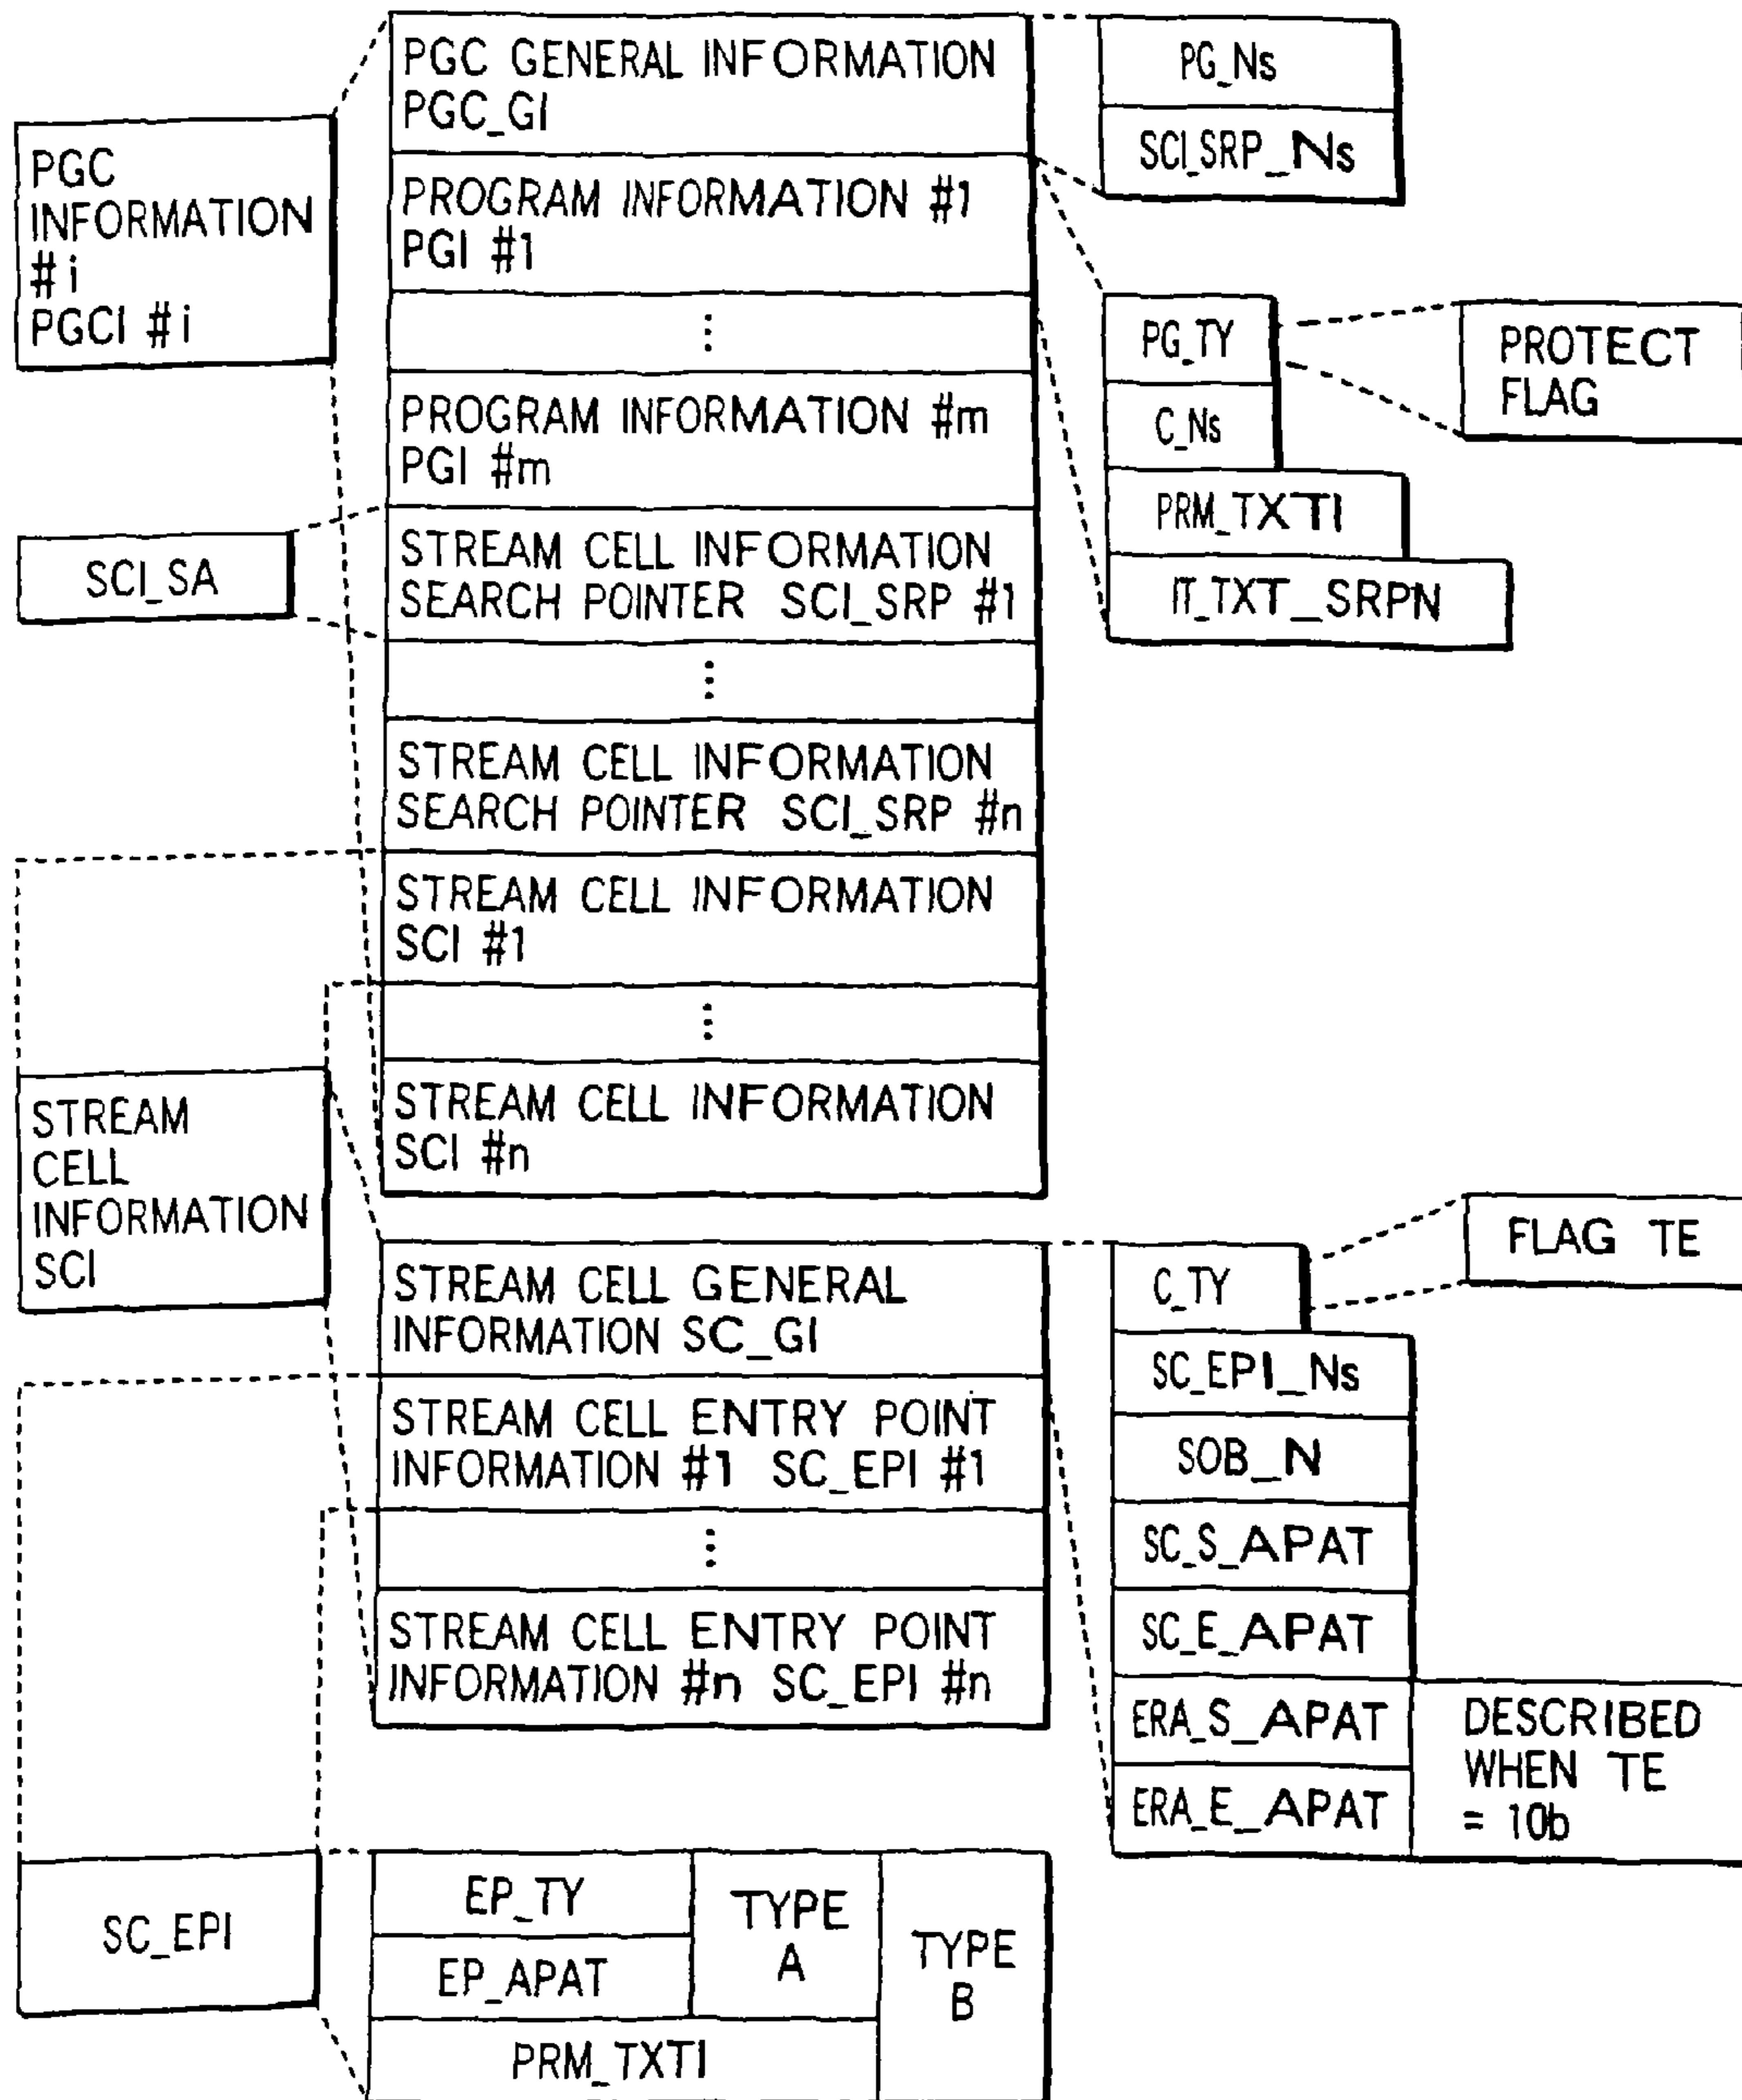 PGC
INFORMATION
# i
PGCI # i
PGC GENERAL INFORMATION
PGC_GI
PROGRAM INFORMATION #1
PGI #1
⋮
PROGRAM INFORMATION #m
PGI #m
STREAM CELL INFORMATION
SEARCH POINTER SCI_SRP #1
⋮
STREAM CELL INFORMATION
SEARCH POINTER SCI_SRP #n
STREAM CELL INFORMATION
SCI #1
⋮
STREAM CELL INFORMATION
SCI #n
PG_Ns
SCI_SRP_Ns
PG_TY
C_Ns
PRM_TXTI
IT_TXT_SRPN
PROTECT
FLAG
SCI_SA
STREAM
CELL
INFORMATION
SCI
STREAM CELL GENERAL
INFORMATION SC_GI
STREAM CELL ENTRY POINT
INFORMATION #1 SC_EPI #1
⋮
STREAM CELL ENTRY POINT
INFORMATION #n SC_EPI #n
C_TY
SC_EPI_Ns
SOB_N
SC_S_APAT
SC_E_APAT
ERA_S_APAT
ERA_E_APAT
FLAG TE
DESCRIBED
WHEN TE
= 10b
SC_EPI
EP_TY
EP_APAT
PRM_TXTI
TYPE
A
TYPE
B